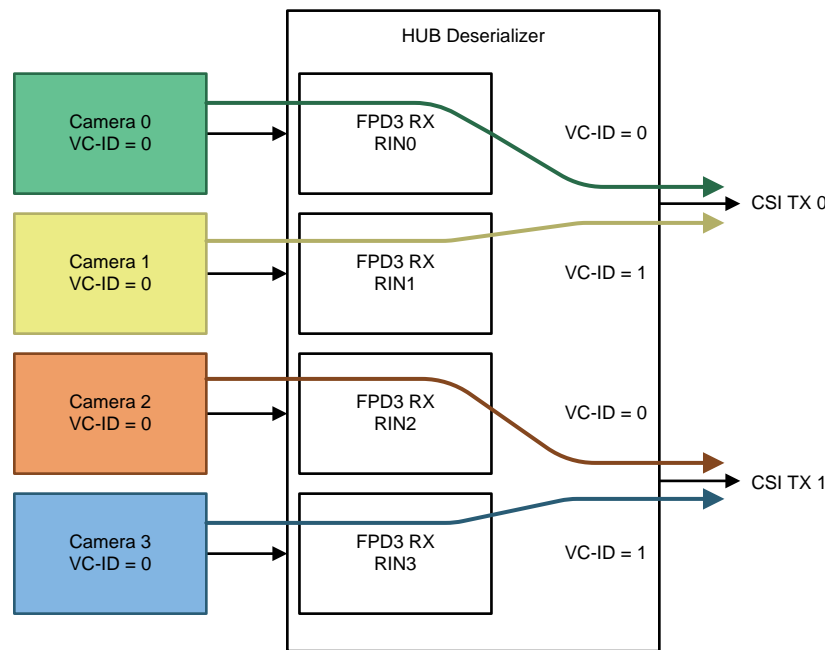 HUB Deserializer
Camera 0
VC-ID = 0
FPD3 RX
RIN0
VC-ID = 0
CSI TX 0
Camera 1
VC-ID = 0
FPD3 RX
RIN1
VC-ID = 1
Camera 2
VC-ID = 0
FPD3 RX
RIN2
VC-ID = 0
CSI TX 1
Camera 3
VC-ID = 0
FPD3 RX
RIN3
VC-ID = 1